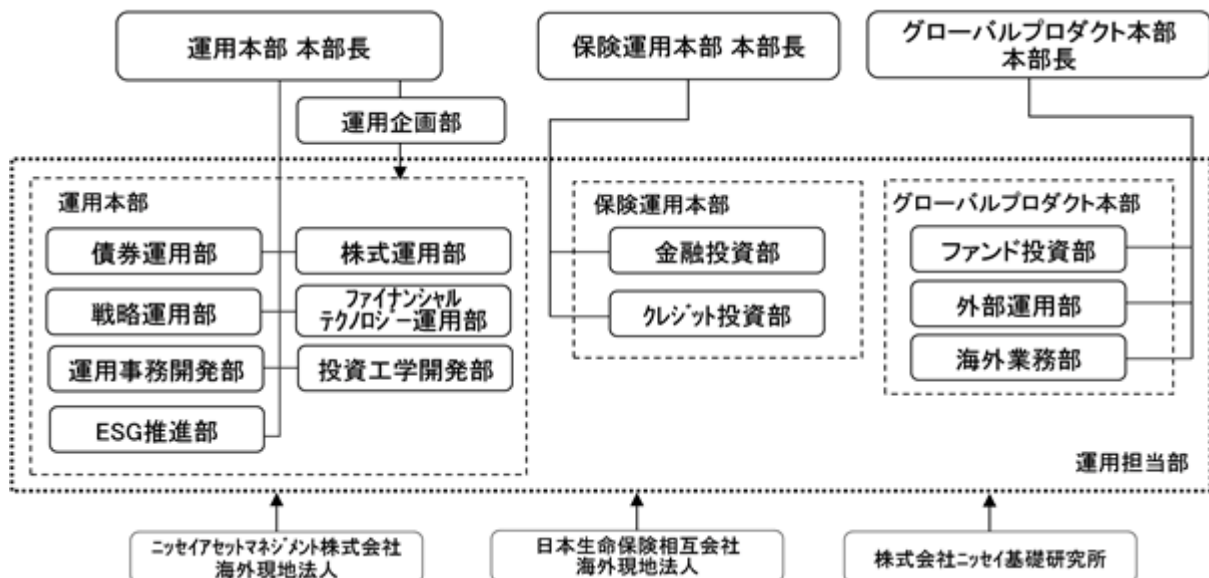 運用本部 本部長
保険運用本部 本部長
グローバルプロダクト本部
本部長
運用企画部
運用本部
債券運用部
株式運用部
戦略運用部
ファイナンシャル
テクノロジー運用部
運用事務開発部
投資工学開発部
ESG推進部
保険運用本部
金融投資部
クレジット投資部
グローバルプロダクト本部
ファンド投資部
外部運用部
海外業務部
運用担当部
ニッセイアセットマネジメント株式会社
海外現地法人
日本生命保険相互会社
海外現地法人
株式会社ニッセイ基礎研究所